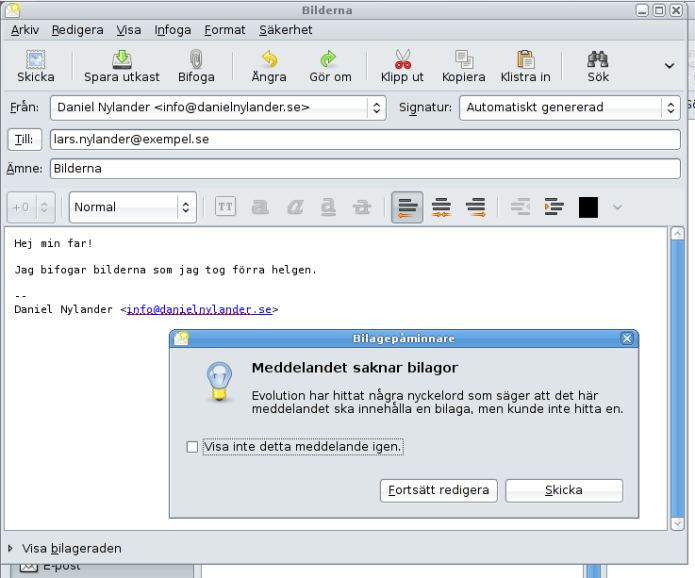 Bilderna
Arkiv Redigera Visa Infoga Format Säkerhet
Skicka Spara utkast Bifoga Ångra Gör om Klipp ut Kopiera Klistra in Sök
Från: Daniel Nylander <info@danielnylander.se> Signatur: Automatiskt genererad
Till: lars.nylander@exempel.se
Ämne: Bilderna
+0 Normal TT a a a a
Hej min far!
Jag bifogar bilderna som jag tog förra helgen.
--
Daniel Nylander <info@danielnylander.se>
Bilagepåminnare
Meddelandet saknar bilagor
Evolution har hittat några nyckelord som säger att det här
meddelandet ska innehålla en bilaga, men kunde inte hitta en.
Visa inte detta meddelande igen.
Fortsätt redigera Skicka
Visa bilageraden
E-post